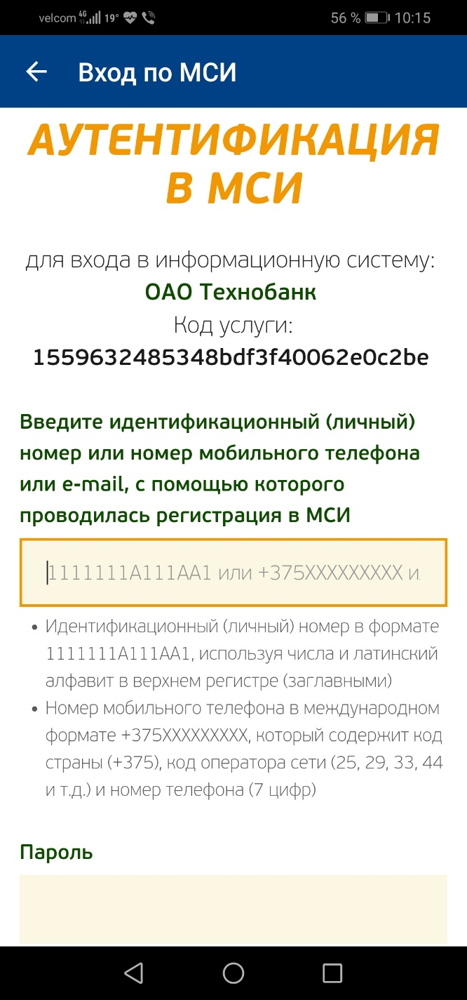 velcom 4G 19° 56 % 10:15
Вход по МСИ
АУТЕНТИФИКАЦИЯ
В МСИ
для входа в информационную систему:
ОАО Технобанк
Код услуги:
1559632485348bdf3f40062e0c2be
Введите идентификационный (личный)
номер или номер мобильного телефона
или e-mail, с помощью которого
проводилась регистрация в МСИ
1111111A111AA1 или +375XXXXXXXXX и
• Идентификационный (личный) номер в формате
1111111A111AA1, используя числа и латинский
алфавит в верхнем регистре (заглавными)
• Номер мобильного телефона в международном
формате +375XXXXXXXXX, который содержит код
страны (+375), код оператора сети (25, 29, 33, 44
и т.д.) и номер телефона (7 цифр)
Пароль